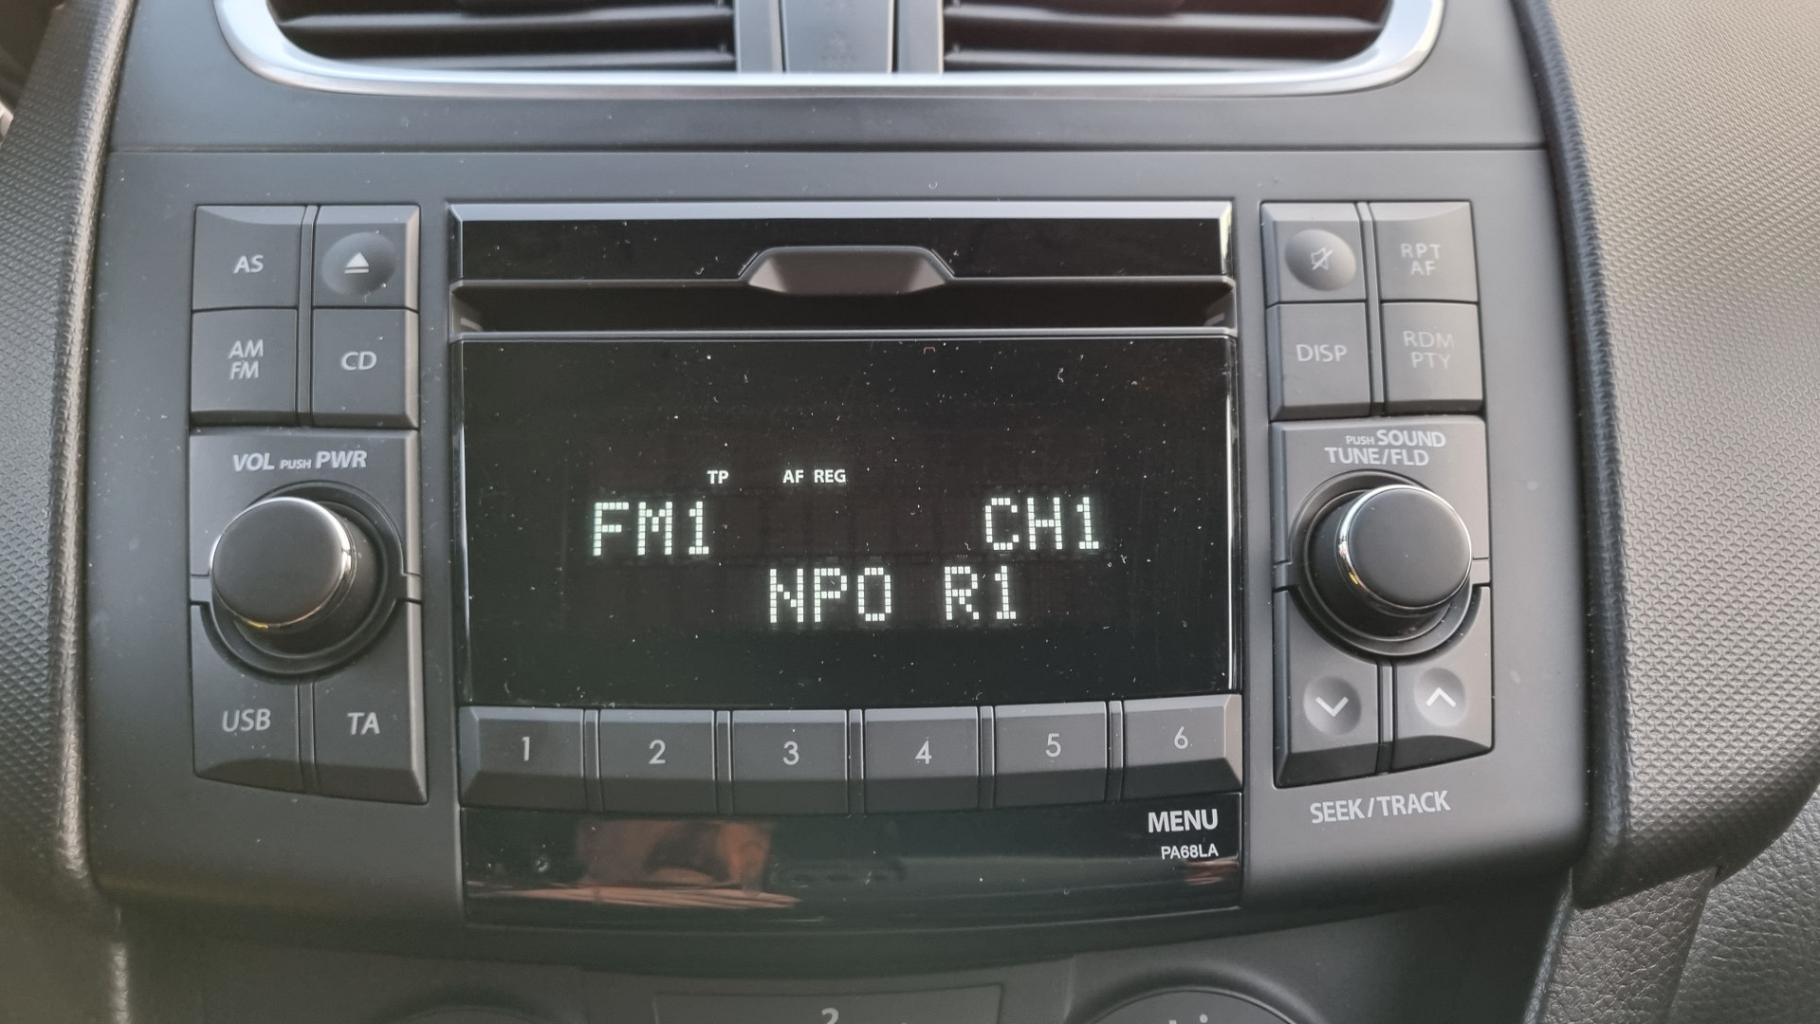 AS
AM
FM
CD
VOL PUSH PWR
USB
TA
TP AF REG
FM1 CH1
NPO R1
1 2 3 4 5 6
MENU
PA68LA
RPT
AF
DISP
RDM
PTY
PUSH SOUND
TUNE/FLD
SEEK/TRACK